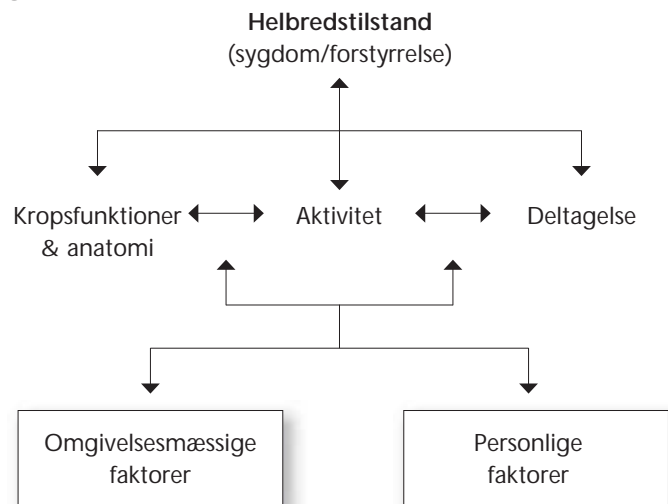 Helbredstilstand
(sygdom/forstyrrelse)
Kropsfunktioner
& anatomi
Aktivitet
Deltagelse
Omgivelsesmæssige
faktorer
Personlige
faktorer